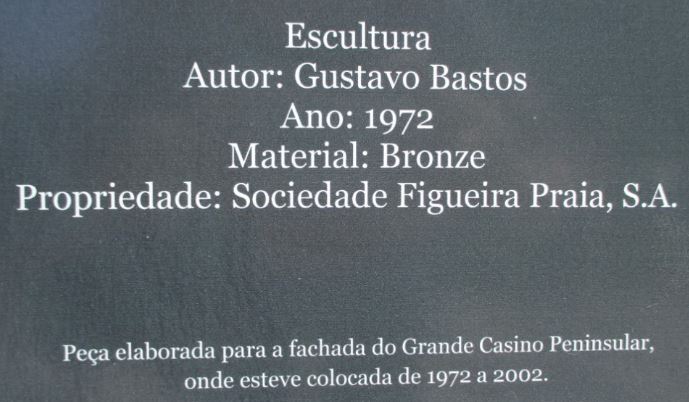 Escultura
Autor: Gustavo Bastos
Ano: 1972
Material: Bronze
Propriedade: Sociedade Figueira Praia, S.A.
Peça elaborada para a fachada do Grande Casino Peninsular,
onde esteve colocada de 1972 a 2002.